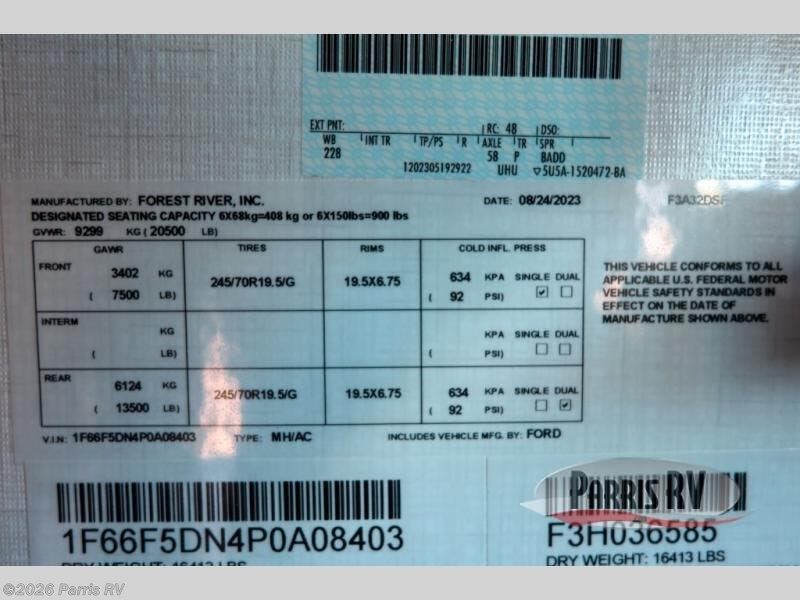 EXT PNT: RC: 48 DSO:
WB INT TR TP/PS R AXLE TR SPR
228 58 P BADD
1202305192922 UHU ▽5U5A-1520472-BA
MANUFACTURED BY: FOREST RIVER, INC. DATE: 08/24/2023 F3A32DSF
DESIGNATED SEATING CAPACITY 6X68kg=408 kg or 6X150lbs=900 lbs
GVWR: 9299 KG ( 20500 LB)
GAWR TIRES RIMS COLD INFL. PRESS
FRONT 3402 KG 245/70R19.5/G 19.5X6.75 634 KPA SINGLE DUAL
( 7500 LB) ( 92 PSI) ☑ ☐
INTERM KG KPA SINGLE DUAL
( LB) ( PSI) ☐ ☐
REAR 6124 KG 245/70R19.5/G 19.5X6.75 634 KPA SINGLE DUAL
( 13500 LB) ( 92 PSI) ☐ ☑
THIS VEHICLE CONFORMS TO ALL
APPLICABLE U.S. FEDERAL MOTOR
VEHICLE SAFETY STANDARDS IN
EFFECT ON THE DATE OF
MANUFACTURE SHOWN ABOVE.
V.I.N: 1F66F5DN4P0A08403 TYPE: MH/AC INCLUDES VEHICLE MFG. BY: FORD
1F66F5DN4P0A08403
DRY WEIGHT: 16413 LBS
PARRIS RV
F3H036585
DRY WEIGHT: 16413 LBS
©2026 Parris RV